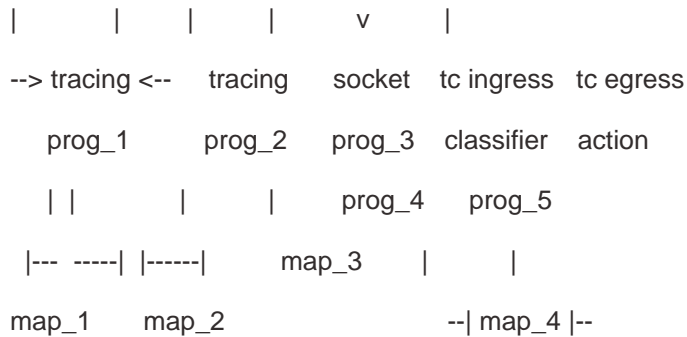 |            |        |      |         v        |
--> tracing <--    tracing     socket    tc ingress   tc egress
prog_1        prog_2    prog_3   classifier    action
| |           |         |       prog_4     prog_5
|---  -----|  |------|        map_3       |         |
map_1      map_2                              --| map_4 |--